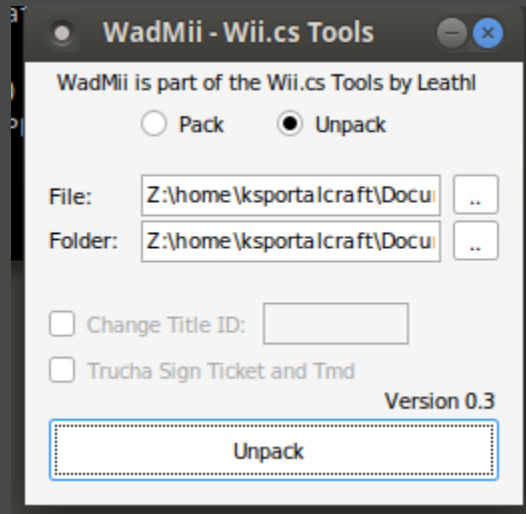 WadMii - Wii.cs Tools
WadMii is part of the Wii.cs Tools by Leathl
Pack Unpack
File: Z:\home\ksportalcraft\Docu ..
Folder: Z:\home\ksportalcraft\Docu ..
Change Title ID:
Trucha Sign Ticket and Tmd
Version 0.3
Unpack